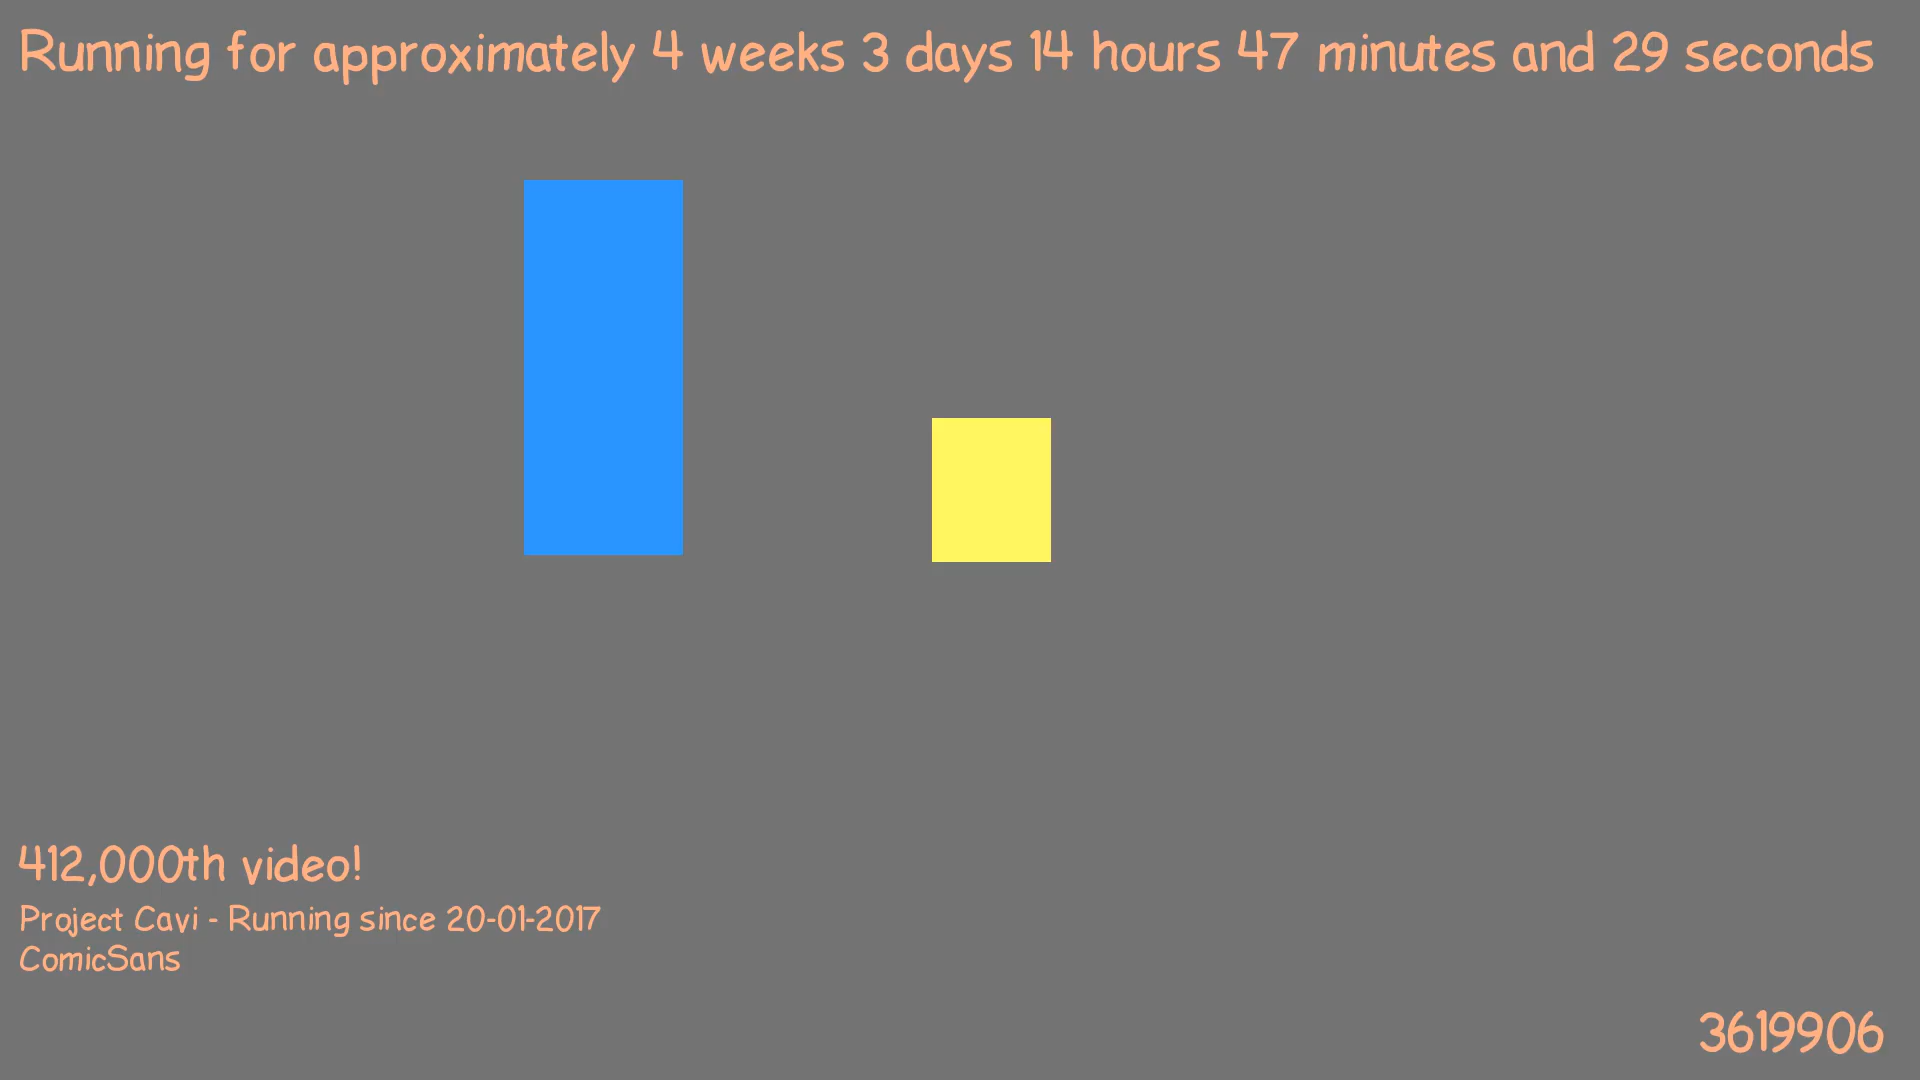 Running for approximately 4 weeks 3 days 14 hours 47 minutes and 29 seconds
412,000th video!
Project Cavi - Running since 20-01-2017
ComicSans
3619906